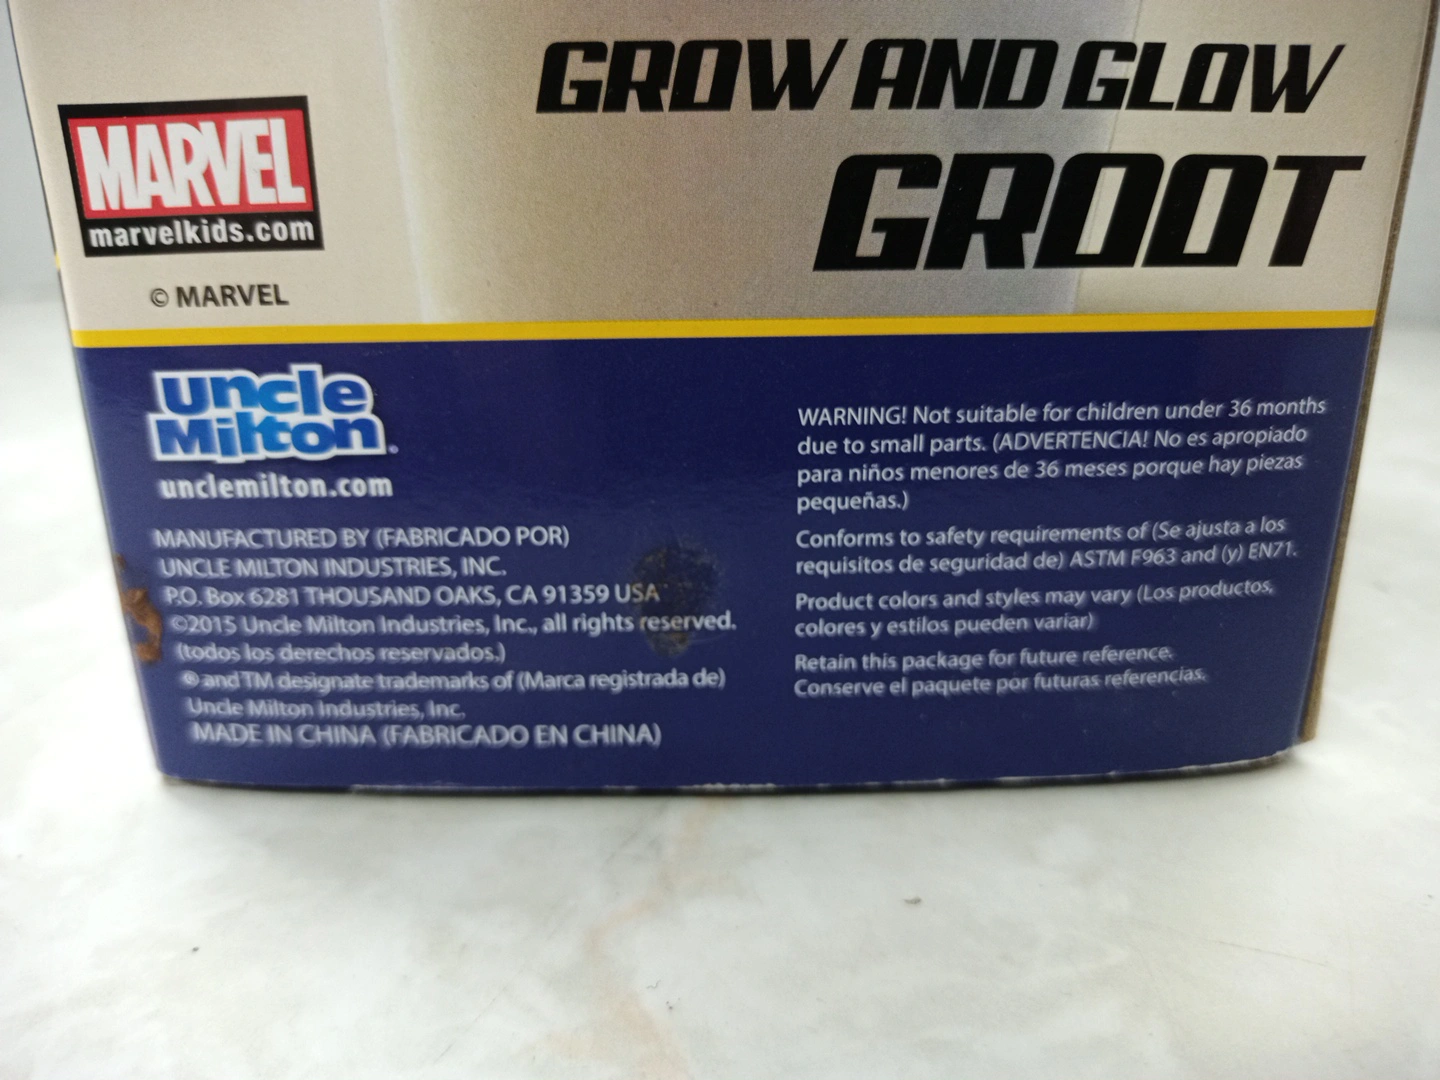 GROW AND GLOW
GROOT
MARVEL
marvelkids.com
© MARVEL
uncle
Milton®
unclemilton.com
MANUFACTURED BY (FABRICADO POR)
UNCLE MILTON INDUSTRIES, INC.
P.O. Box 6281 THOUSAND OAKS, CA 91359 USA
©2015 Uncle Milton Industries, Inc., all rights reserved.
(todos los derechos reservados.)
® and TM designate trademarks of (Marca registrada de)
Uncle Milton Industries, Inc.
MADE IN CHINA (FABRICADO EN CHINA)
WARNING! Not suitable for children under 36 months
due to small parts. (ADVERTENCIA! No es apropiado
para niños menores de 36 meses porque hay piezas
pequeñas.)
Conforms to safety requirements of (Se ajusta a los
requisitos de seguridad de) ASTM F963 and (y) EN71.
Product colors and styles may vary (Los productos,
colores y estilos pueden variar)
Retain this package for future reference.
Conserve el paquete por futuras referencias.